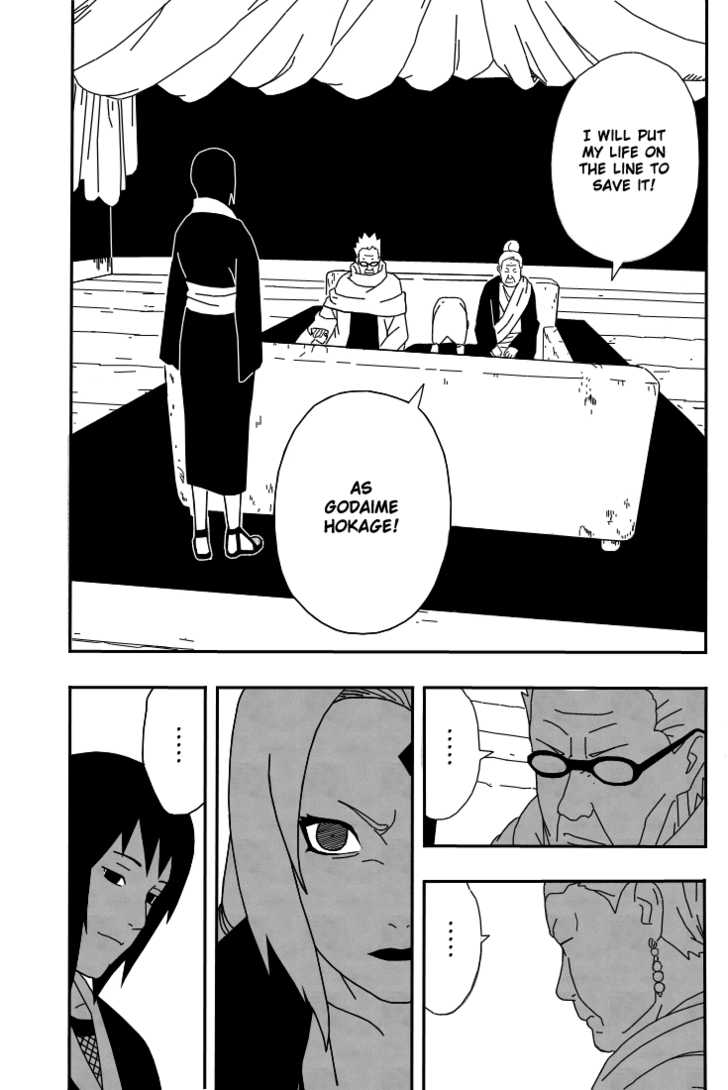 I WILL PUT
MY LIFE ON
THE LINE TO
SAVE IT!
AS
GODAIME
HOKAGE!
......
......
......